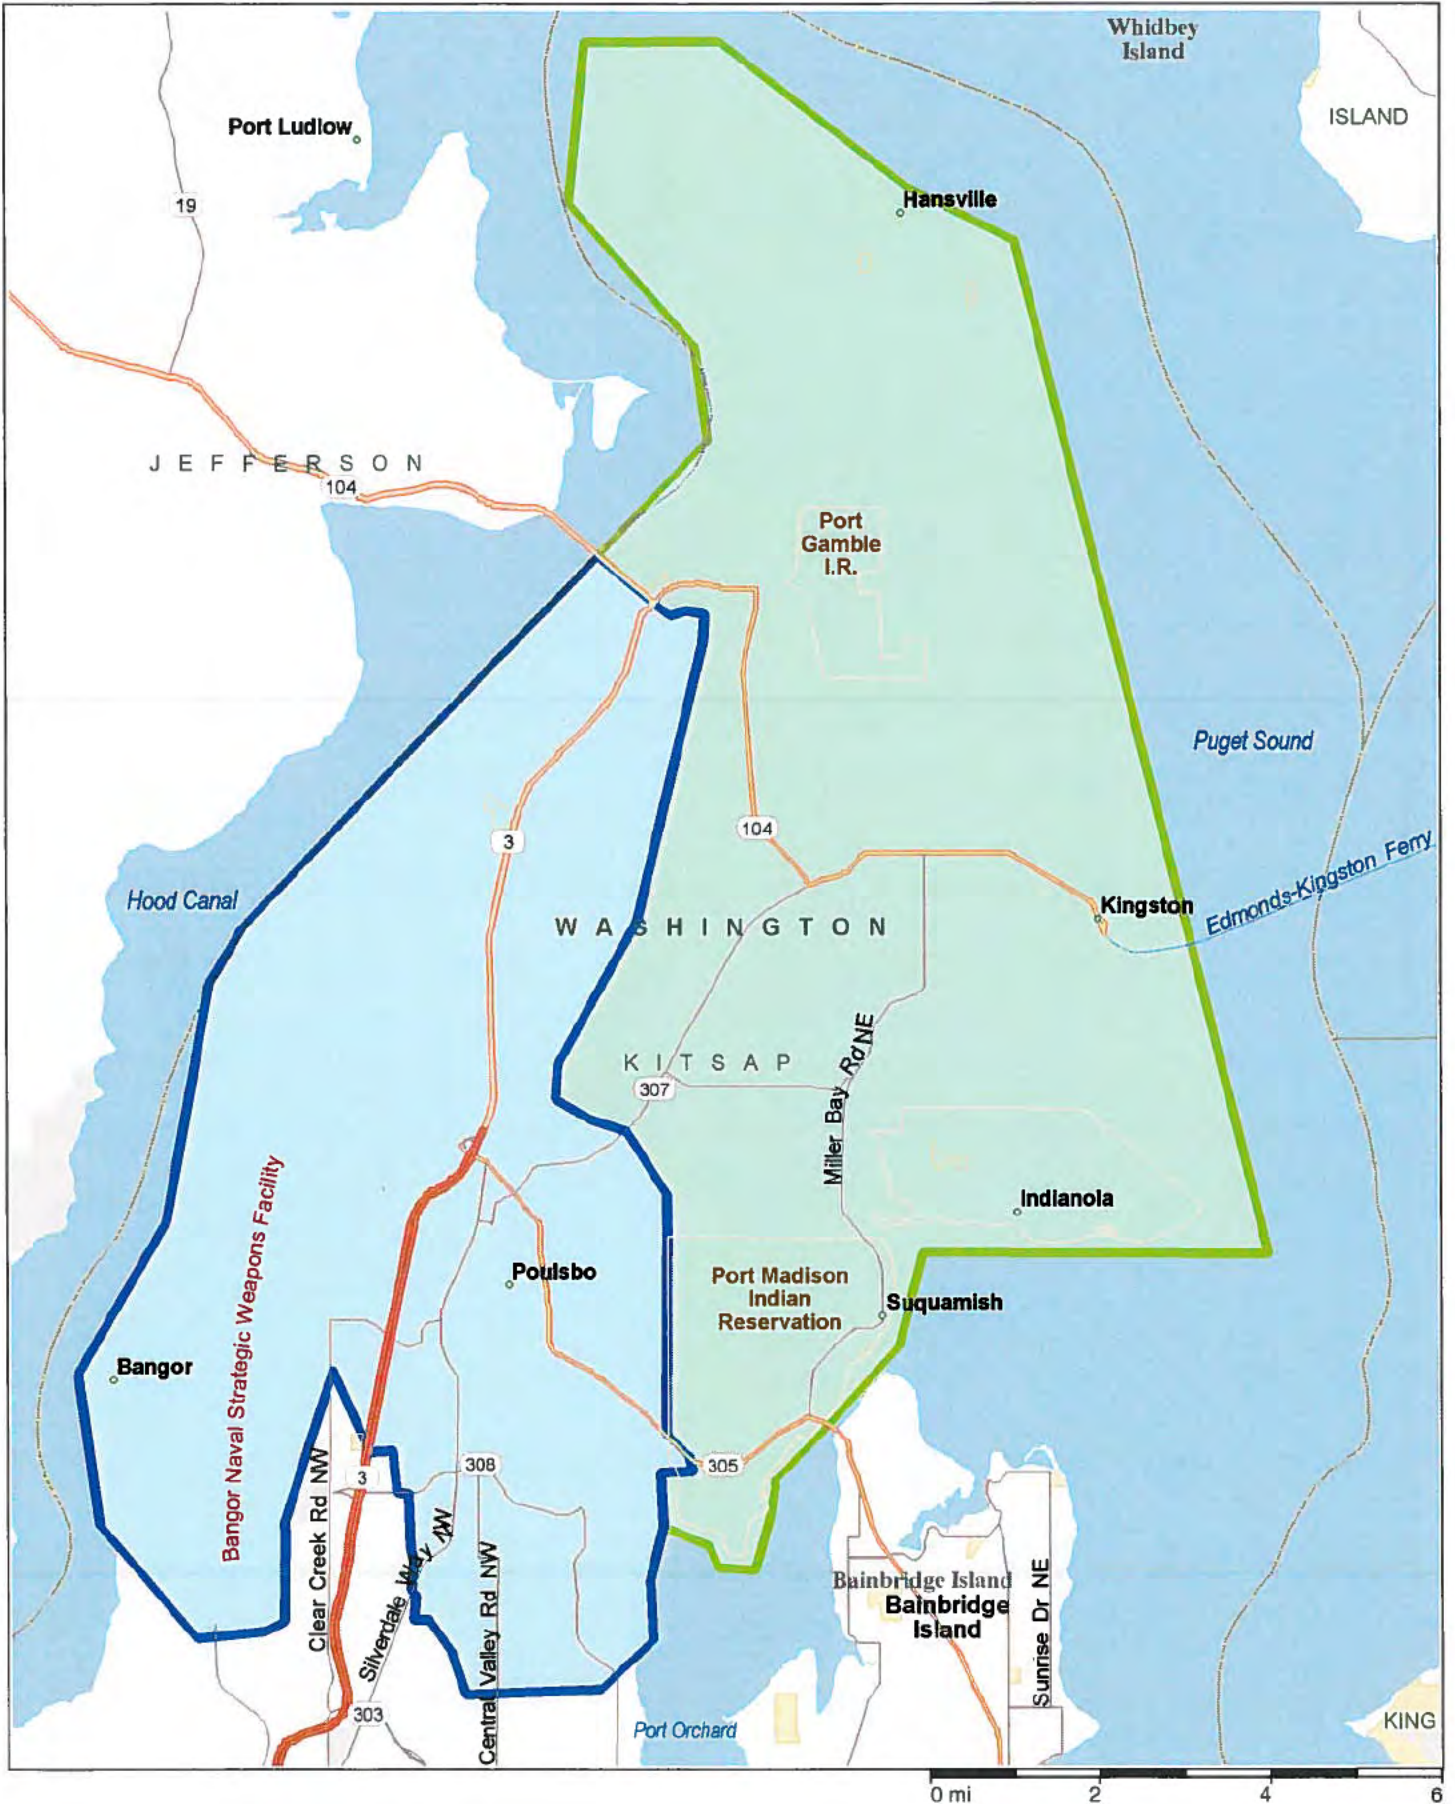 Whidbey
Island
ISLAND
Port Ludlow
19
Hansville
JEFFERSON
104
Port
Gamble
I.R.
Puget Sound
3
104
Hood Canal
Kingston
Edmonds-Kingston Ferry
WASHINGTON
KITSAP
307
Miller Bay Rd NE
Indianola
Bangor Naval Strategic Weapons Facility
Poulsbo
Port Madison
Indian
Reservation
Suquamish
Bangor
Clear Creek Rd NW
3
308
305
Silverdale Way NW
Central Valley Rd NW
Bainbridge Island
Bainbridge
Island
Sunrise Dr NE
303
Port Orchard
KING
0 mi 2 4 6